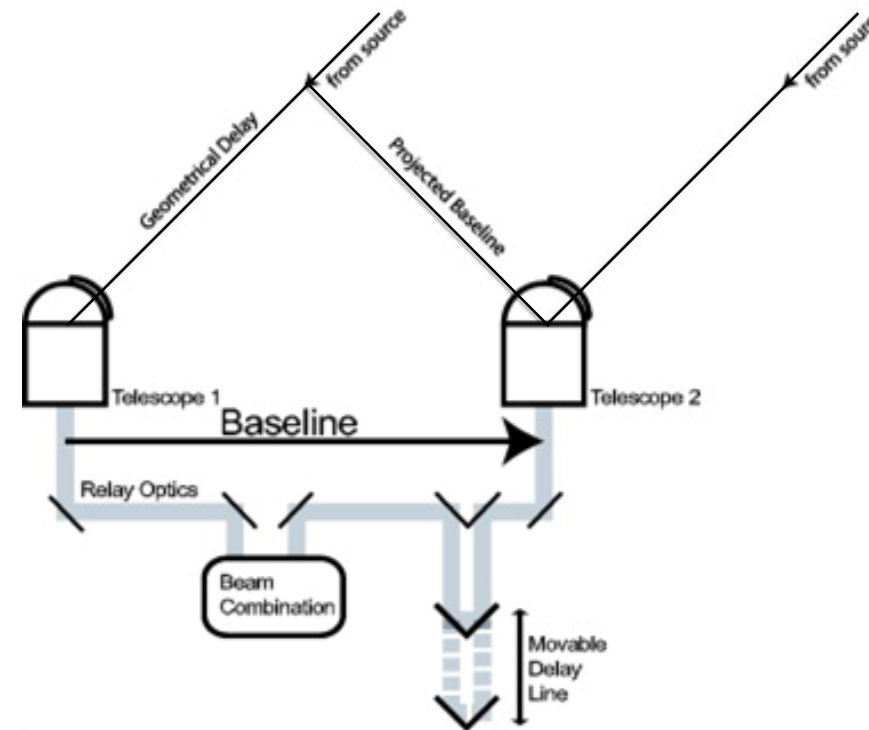 from source
from sourc
Geometrical Delay
Projected Baseline
Telescope 1
Telescope 2
Baseline
Relay Optics
Beam
Combination
Movable
Delay
Line